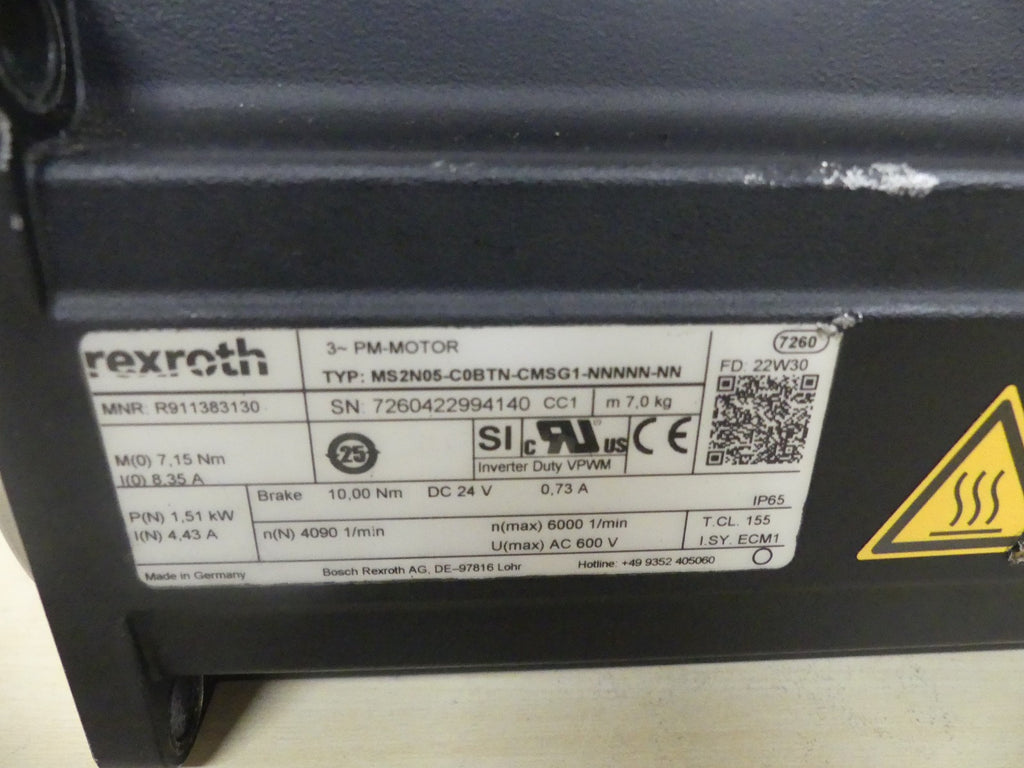 rexroth
3~ PM-MOTOR
7260
TYP: MS2N05-C0BTN-CMSG1-NNNNN-NN
FD: 22W30
MNR: R911383130
SN: 7260422994140 CC1
m 7,0 kg
M(0) 7,15 Nm
I(0) 8,35 A
25
SI
c RU us
CE
Inverter Duty VPWM
Brake 10,00 Nm DC 24 V 0,73 A
IP65
P(N) 1,51 kW
I(N) 4,43 A
n(N) 4090 1/min
n(max) 6000 1/min
U(max) AC 600 V
T.CL. 155
I.SY. ECM1
Made in Germany
Bosch Rexroth AG, DE-97816 Lohr
Hotline: +49 9352 405060